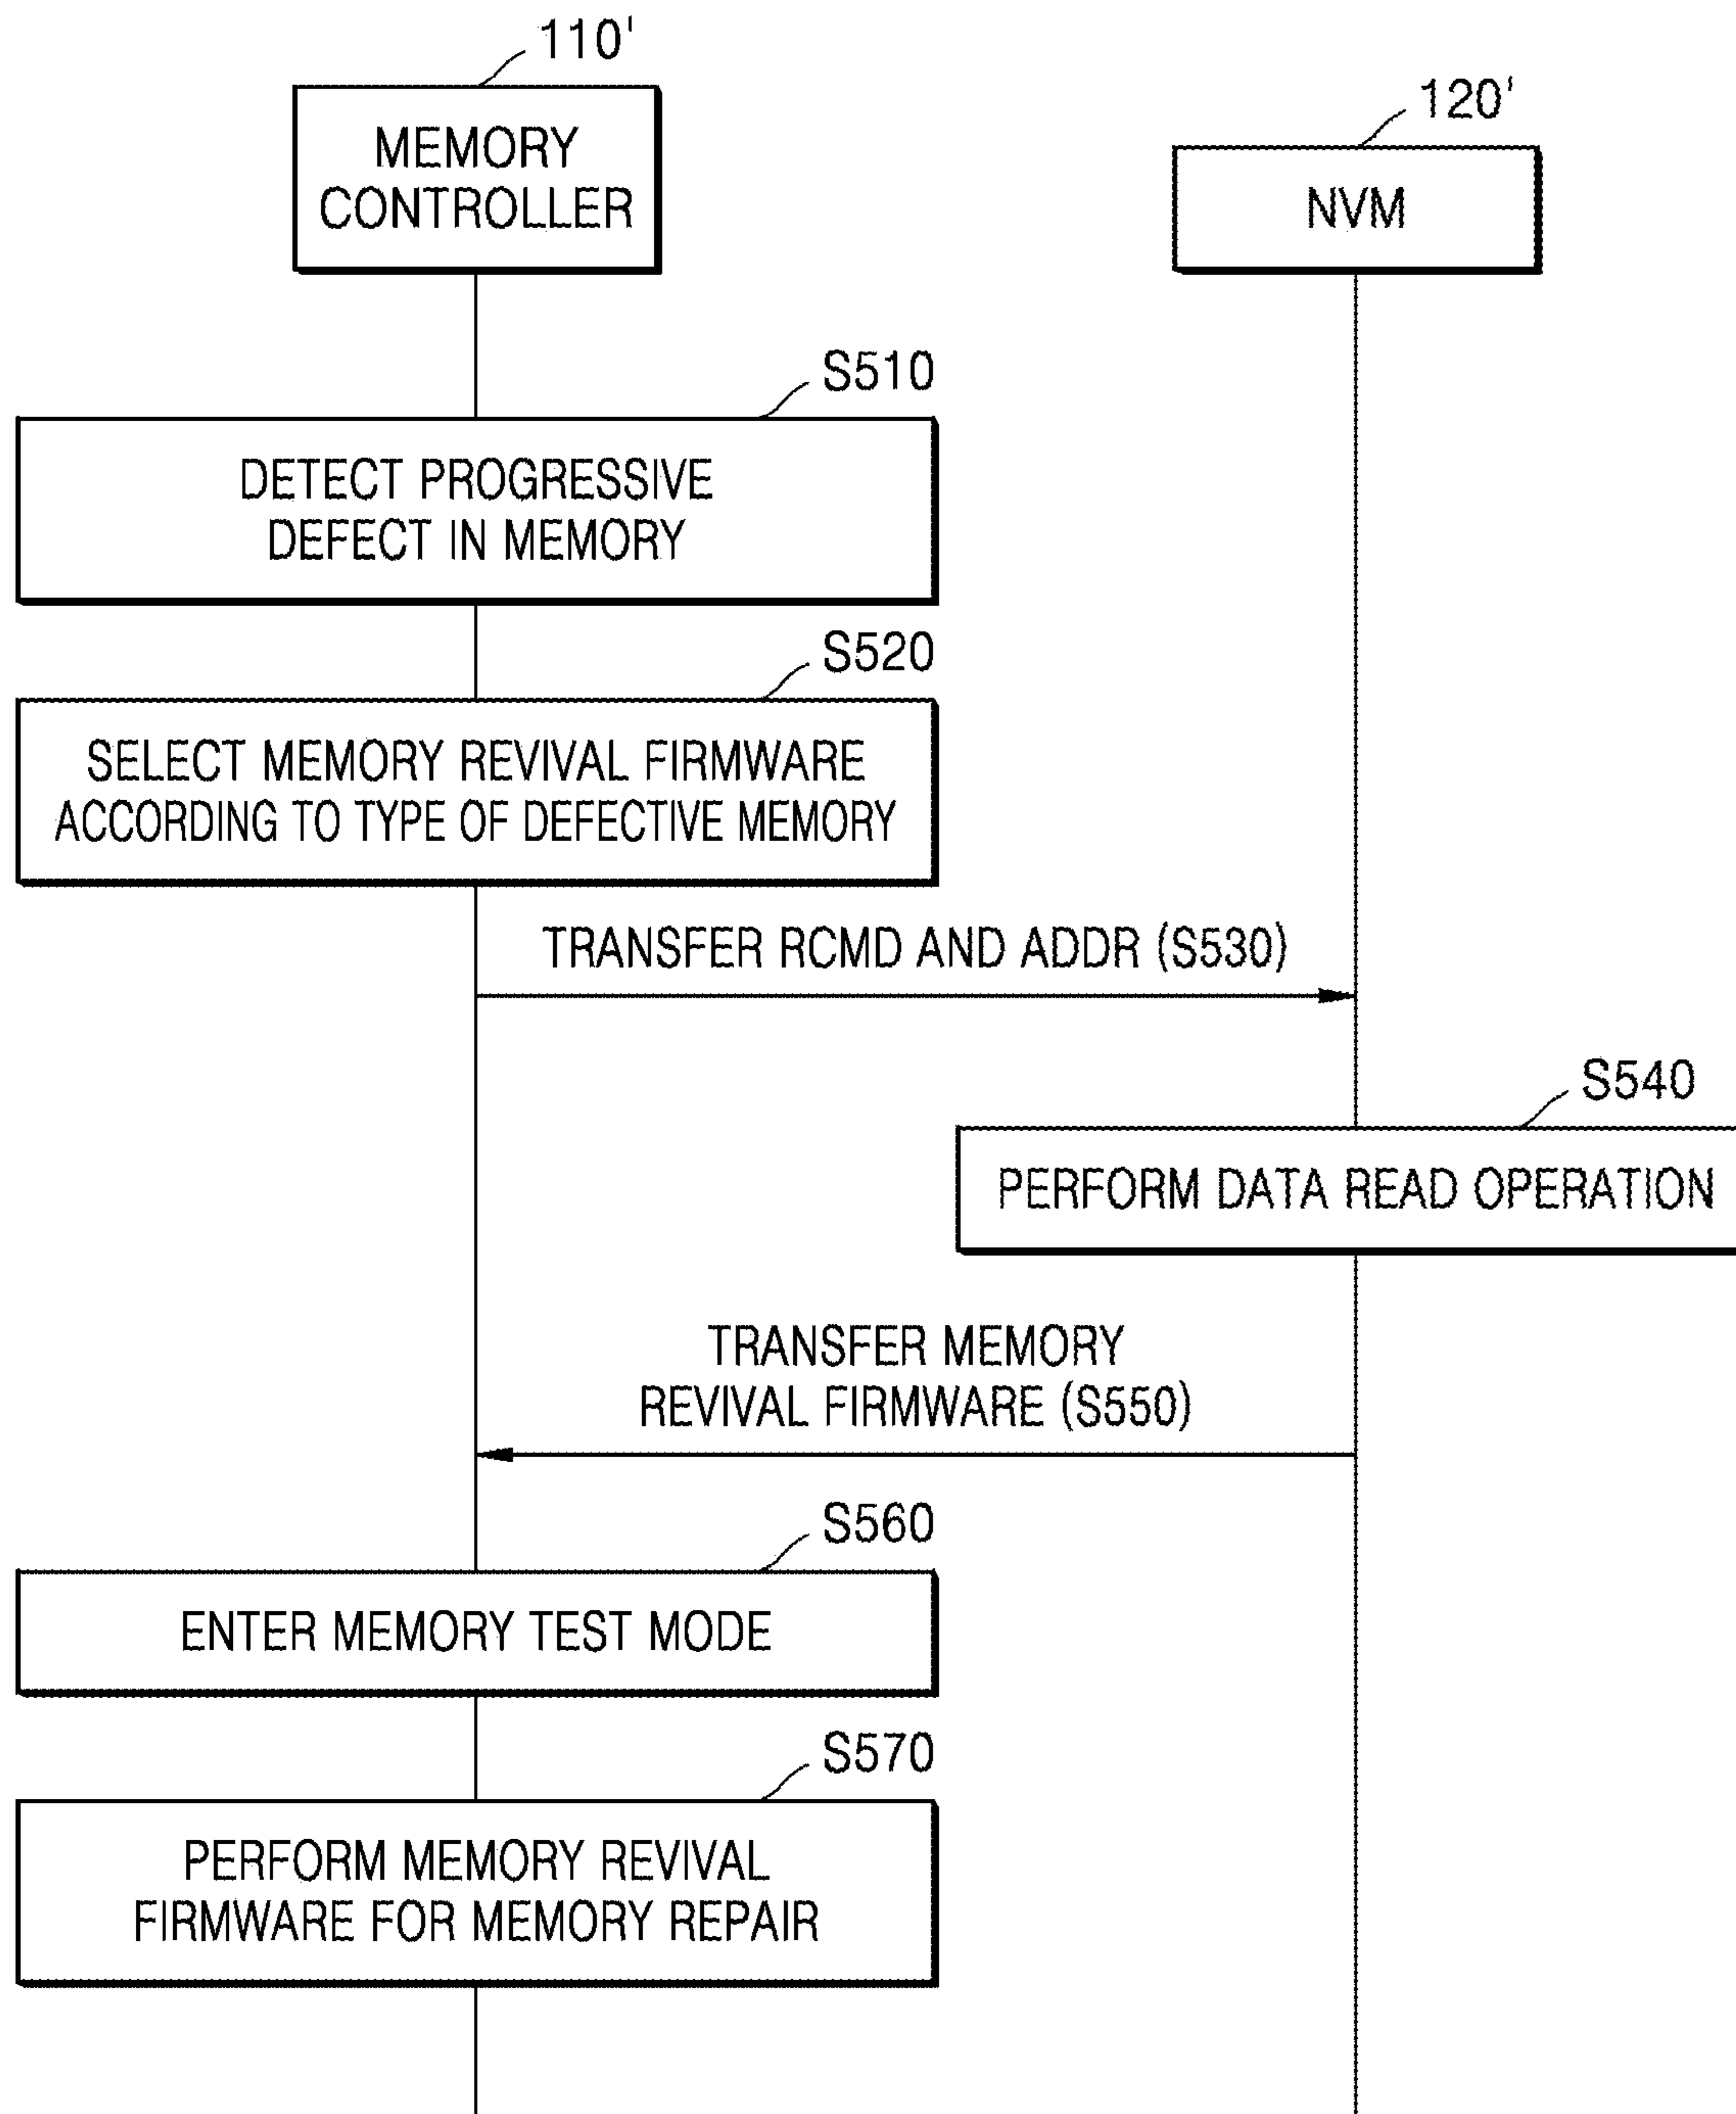 110'
MEMORY
CONTROLLER
120'
NVM
S510
DETECT PROGRESSIVE
DEFECT IN MEMORY
S520
SELECT MEMORY REVIVAL FIRMWARE
ACCORDING TO TYPE OF DEFECTIVE MEMORY
TRANSFER RCMD AND ADDR (S530)
S540
PERFORM DATA READ OPERATION
TRANSFER MEMORY
REVIVAL FIRMWARE (S550)
S560
ENTER MEMORY TEST MODE
S570
PERFORM MEMORY REVIVAL
FIRMWARE FOR MEMORY REPAIR